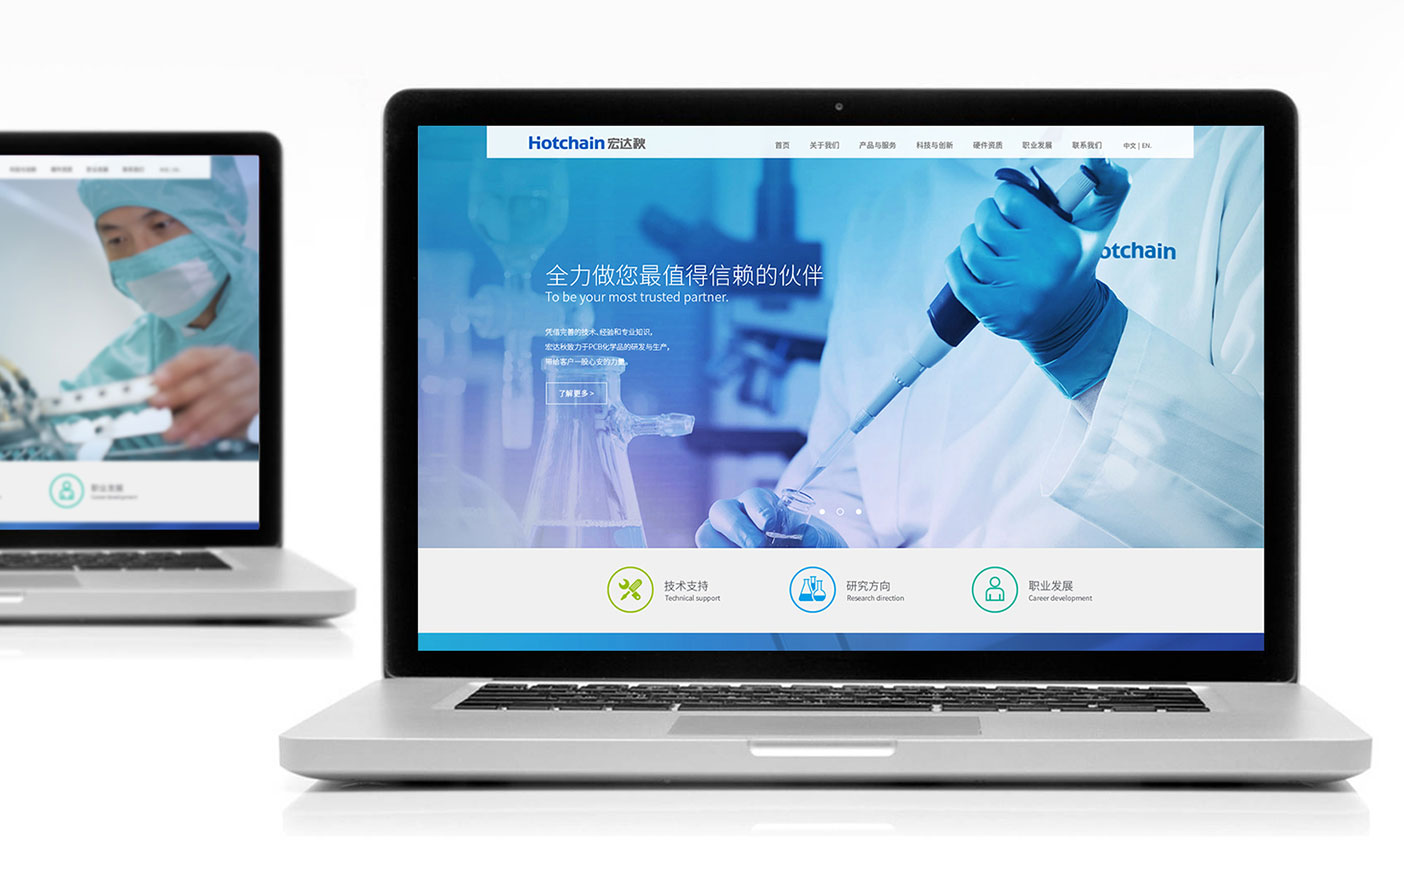 Hotchain 宏达秋
首页 关于我们 产品与服务 科技与创新 硬件资质 职业发展 联系我们 中文 | EN.
otchain
全力做您最值得信赖的伙伴
To be your most trusted partner.
凭借完善的技术、经验和专业知识,
宏达秋致力于PCB化学品的研发与生产,
带给客户一股心安的力量。
了解更多 >
技术支持
Technical support
研究方向
Research direction
职业发展
Career development
职业发展
Career development